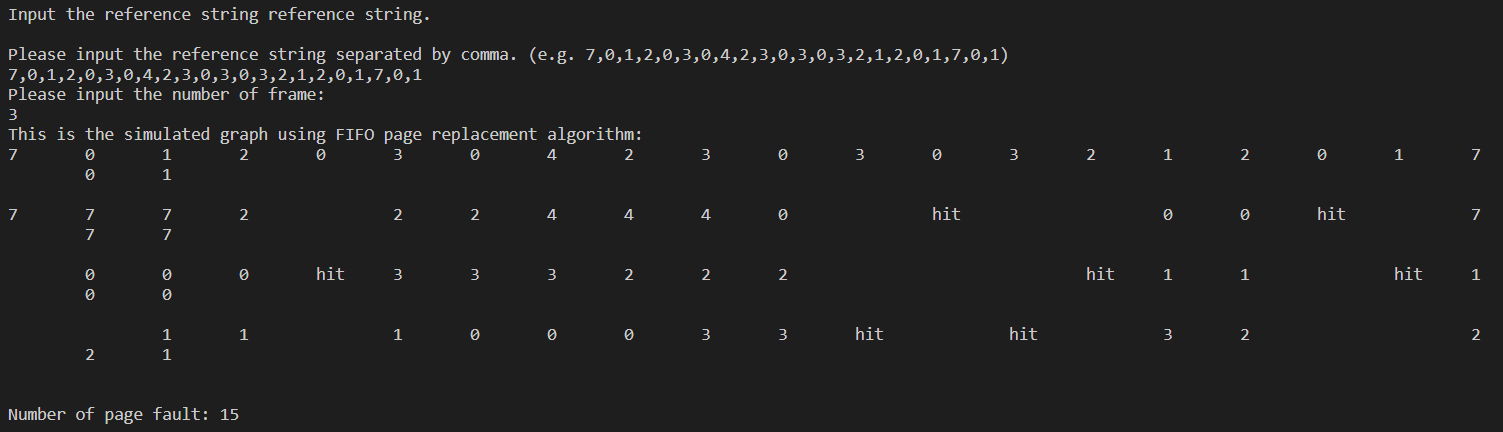 Input the reference string reference string.
Please input the reference string separated by comma. (e.g. 7,0,1,2,0,3,0,4,2,3,0,3,0,3,2,1,2,0,1,7,0,1)
7,0,1,2,0,3,0,4,2,3,0,3,0,3,2,1,2,0,1,7,0,1
Please input the number of frame:
3
This is the simulated graph using FIFO page replacement algorithm:
7 0 1 2 0 3 0 4 2 3 0 3 0 3 2 1 2 0 1 7
0 1
7 7 7 2 2 2 4 4 4 0 hit 0 0 hit 7
7 7
0 0 0 hit 3 3 3 2 2 2 hit 1 1 hit 1
0 0
1 1 1 0 0 0 3 3 hit hit 3 2 2
2 1
Number of page fault: 15